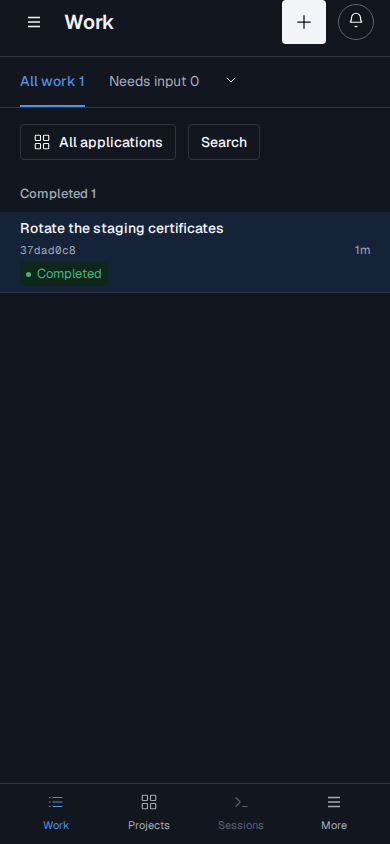 Work
All work 1 Needs input 0
All applications Search
Completed 1
Rotate the staging certificates
37dad0c8 1m
Completed
Work Projects Sessions More